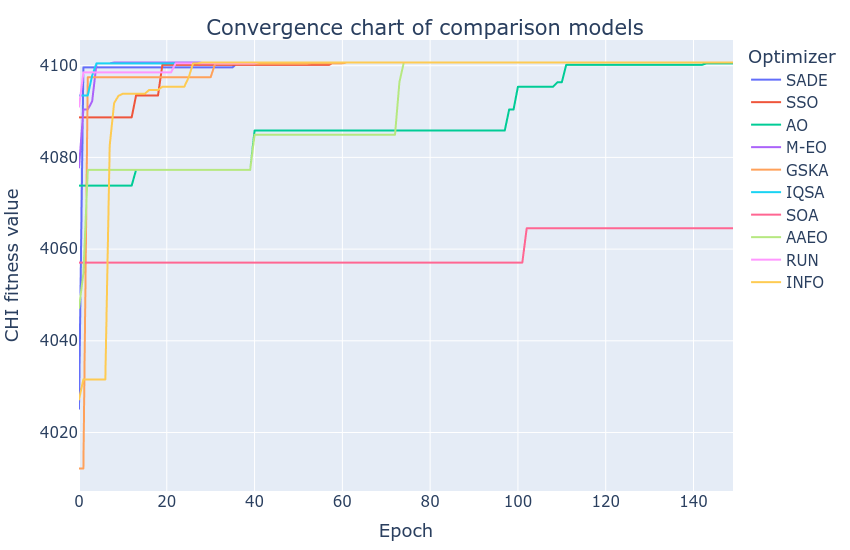 Convergence chart of comparison models
CHI fitness value
4100
4080
4060
4040
4020
0
20
40
60
80
100
120
140
Epoch
Optimizer
SADE
SSO
AO
M-EO
GSKA
IQSA
SOA
AAEO
RUN
INFO